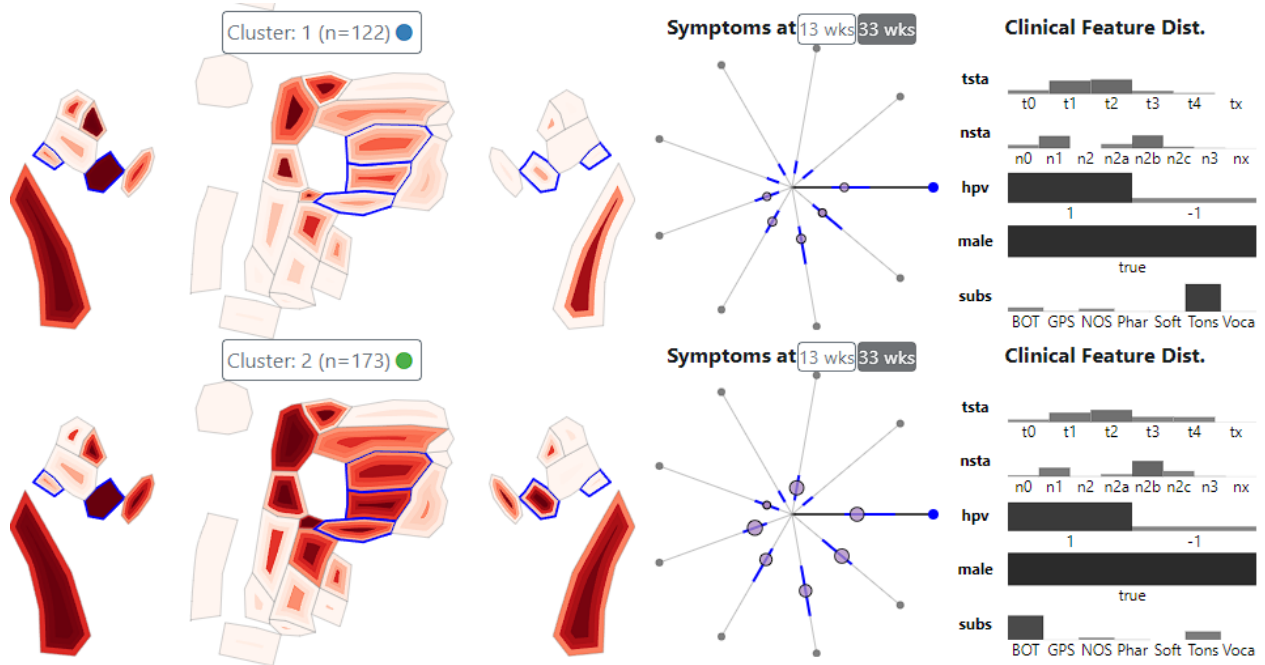 Cluster: 1 (n=122)
Symptoms at 13 wks 33 wks
Clinical Feature Dist.
tsta
t0 t1 t2 t3 t4 tx
nsta
n0 n1 n2 n2a n2b n2c n3 nx
hpv
1 -1
male
true
subs
BOT GPS NOS Phar Soft Tons Voca
Cluster: 2 (n=173)
Symptoms at 13 wks 33 wks
Clinical Feature Dist.
tsta
t0 t1 t2 t3 t4 tx
nsta
n0 n1 n2 n2a n2b n2c n3 nx
hpv
1 -1
male
true
subs
BOT GPS NOS Phar Soft Tons Voca